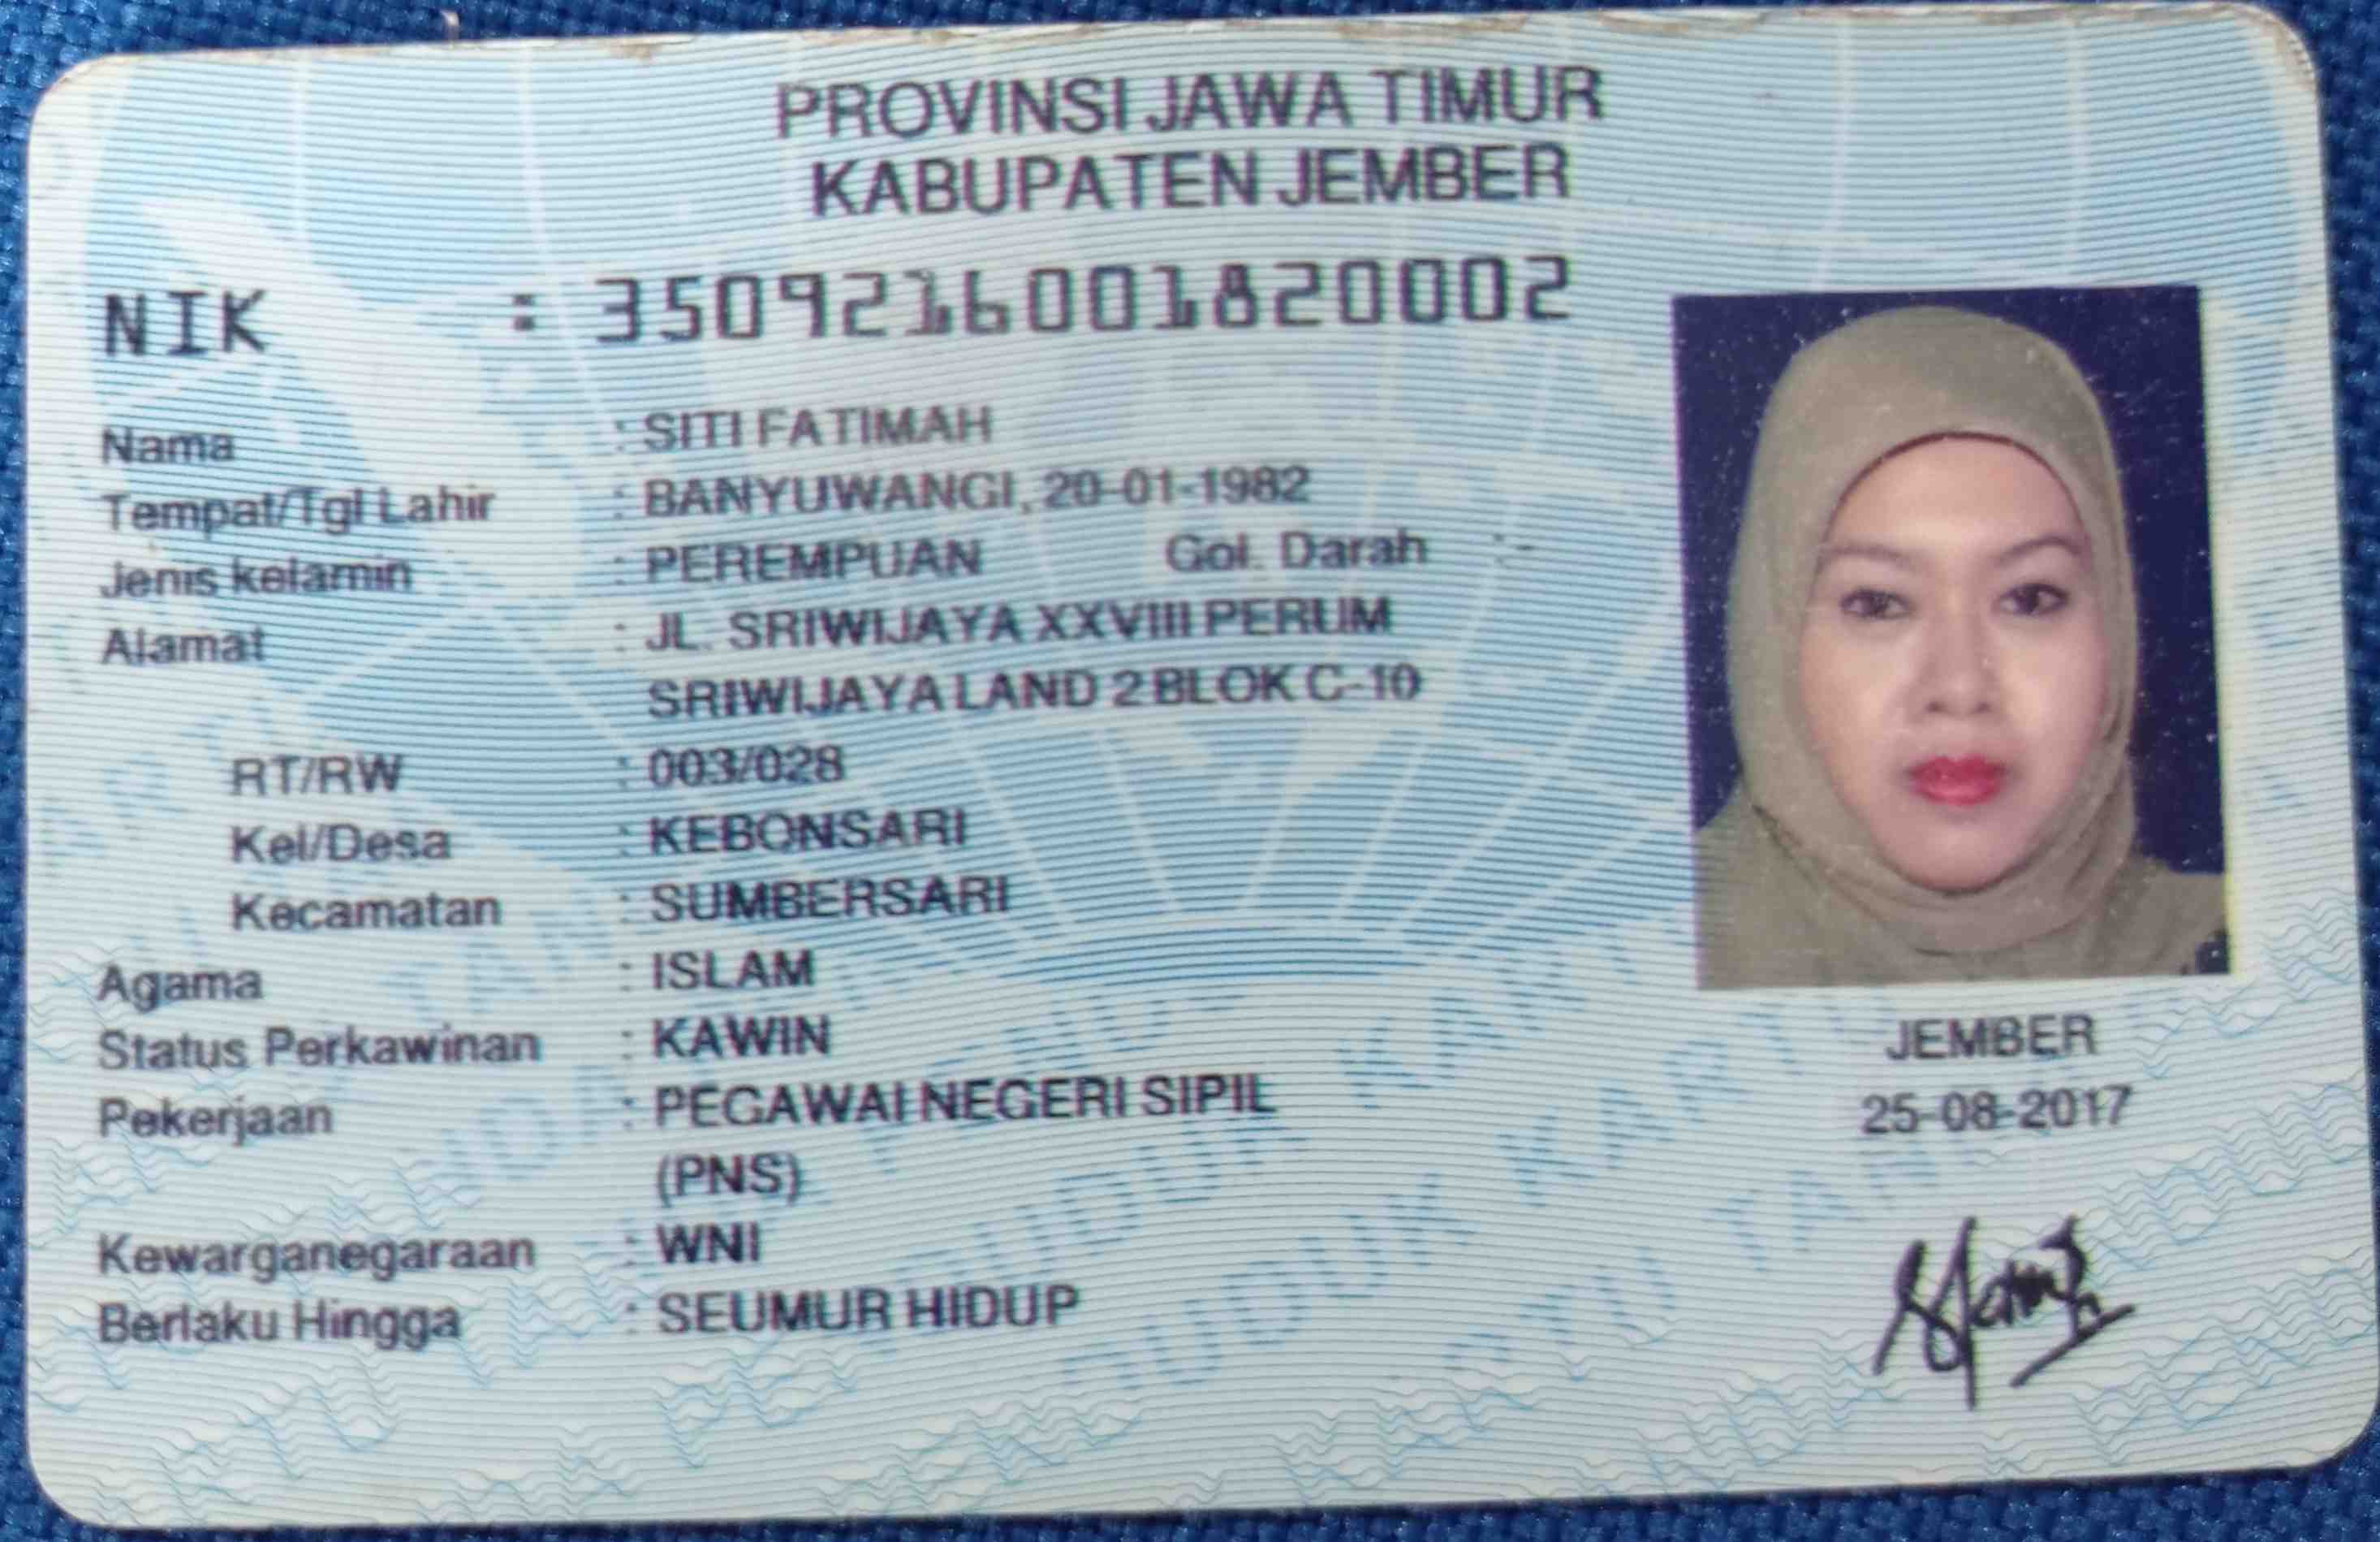 PROVINSI JAWA TIMUR
KABUPATEN JEMBER
NIK : 3509216001820002
Nama : SITI FATIMAH
Tempat/Tgl Lahir : BANYUWANGI, 20-01-1982
Jenis kelamin : PEREMPUAN Gol. Darah : -
Alamat : JL. SRIWIJAYA XXVIII PERUM
SRIWIJAYA LAND 2 BLOK C-10
RT/RW : 003/028
Kel/Desa : KEBONSARI
Kecamatan : SUMBERSARI
Agama : ISLAM
Status Perkawinan : KAWIN
Pekerjaan : PEGAWAI NEGERI SIPIL
(PNS)
Kewarganegaraan : WNI
Berlaku Hingga : SEUMUR HIDUP
JEMBER
25-08-2017